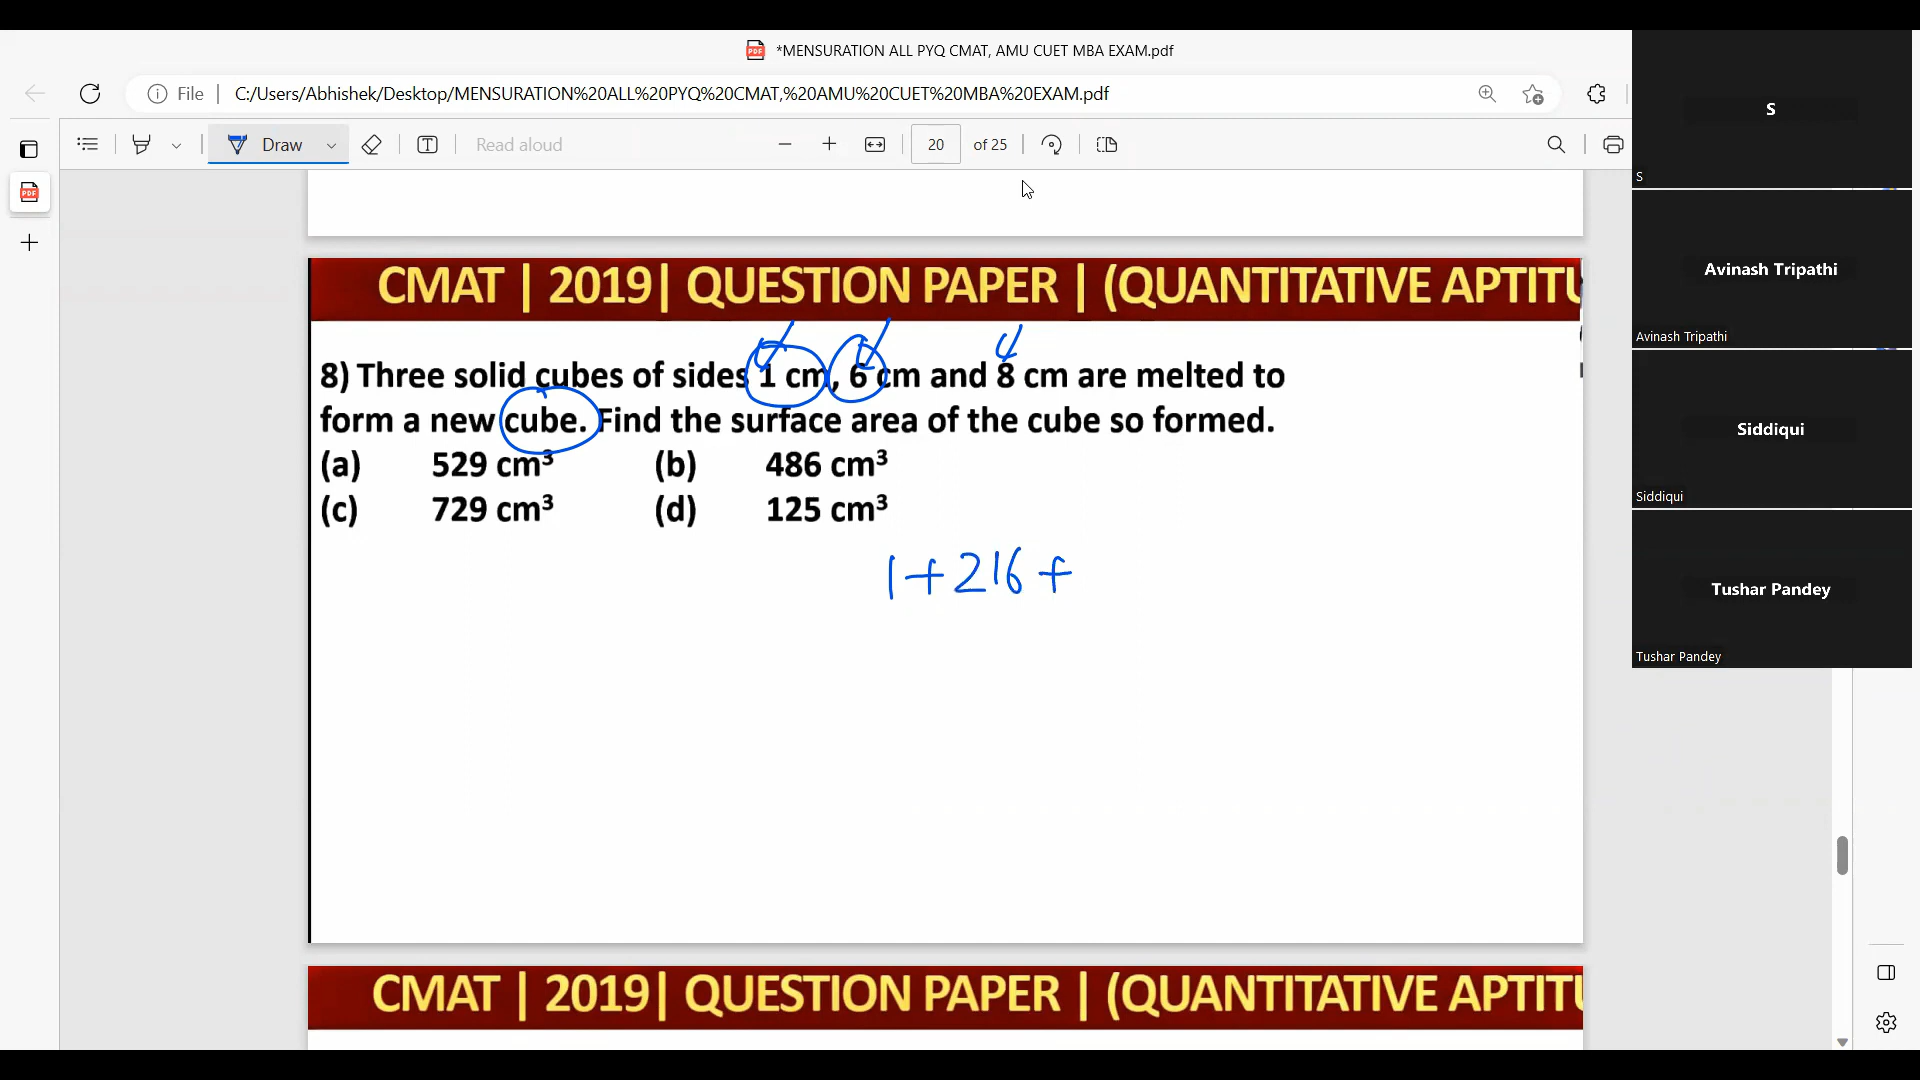 *MENSURATION ALL PYQ CMAT, AMU CUET MBA EXAM.pdf
File
C:/Users/Abhishek/Desktop/MENSURATION%20ALL%20PYQ%20CMAT,%20AMU%20CUET%20MBA%20EXAM.pdf
Draw
Read aloud
20 of 25
CMAT | 2019| QUESTION PAPER | (QUANTITATIVE APTITU
8) Three solid cubes of sides 1 cm, 6 cm and 8 cm are melted to
form a new cube. Find the surface area of the cube so formed.
(a) 529 cm³ (b) 486 cm³
(c) 729 cm³ (d) 125 cm³
1+216+
CMAT | 2019| QUESTION PAPER | (QUANTITATIVE APTITU
S
S
Avinash Tripathi
Avinash Tripathi
Siddiqui
Siddiqui
Tushar Pandey
Tushar Pandey